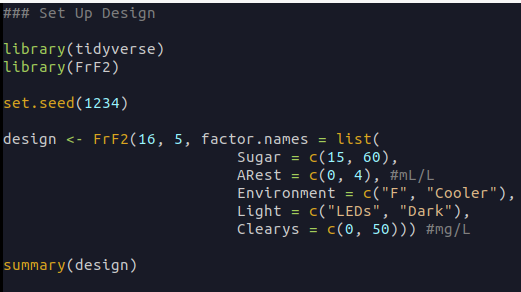 ### Set Up Design
library(tidyverse)
library(FrF2)
set.seed(1234)
design <- FrF2(16, 5, factor.names = list(
Sugar = c(15, 60),
ARest = c(0, 4), #mL/L
Environment = c("F", "Cooler"),
Light = c("LEDs", "Dark"),
Clearys = c(0, 50))) #mg/L
summary(design)